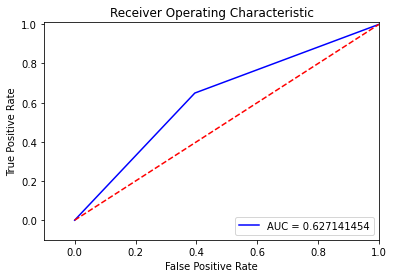 Receiver Operating Characteristic
True Positive Rate
1.0
0.8
0.6
0.4
0.2
0.0
AUC = 0.627141454
0.0 0.2 0.4 0.6 0.8 1.0
False Positive Rate